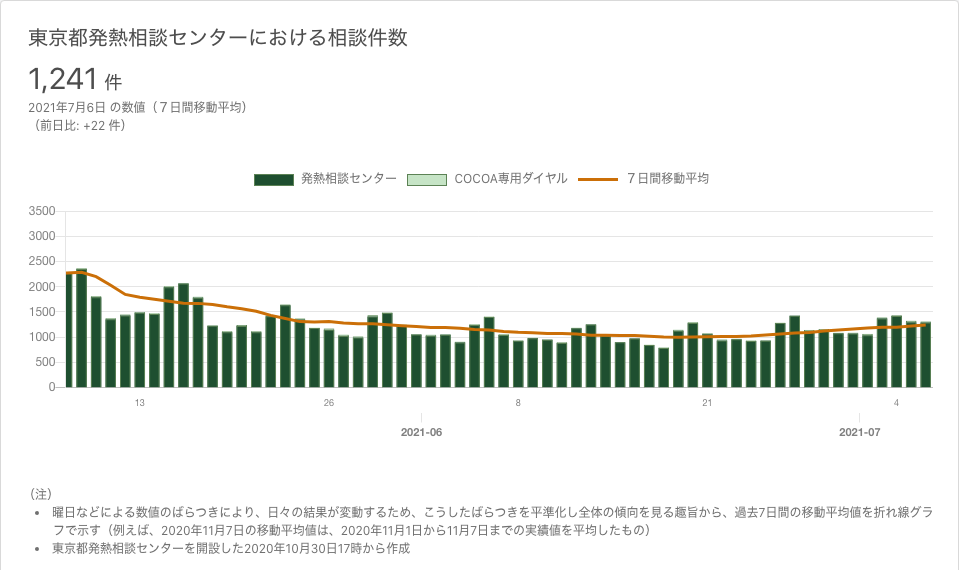 東京都発熱相談センターにおける相談件数
1,241 件
2021年7月6日 の数値（７日間移動平均）
（前日比: +22 件）
発熱相談センター COCOA専用ダイヤル ７日間移動平均
3500
3000
2500
2000
1500
1000
500
0
13 26 8 21 4
2021-06 2021-07
（注）
• 曜日などによる数値のばらつきにより、日々の結果が変動するため、こうしたばらつきを平準化し全体の傾向を見る趣旨から、過去7日間の移動平均値を折れ線グラ
フで示す（例えば、2020年11月7日の移動平均値は、2020年11月1日から11月7日までの実績値を平均したもの）
• 東京都発熱相談センターを開設した2020年10月30日17時から作成